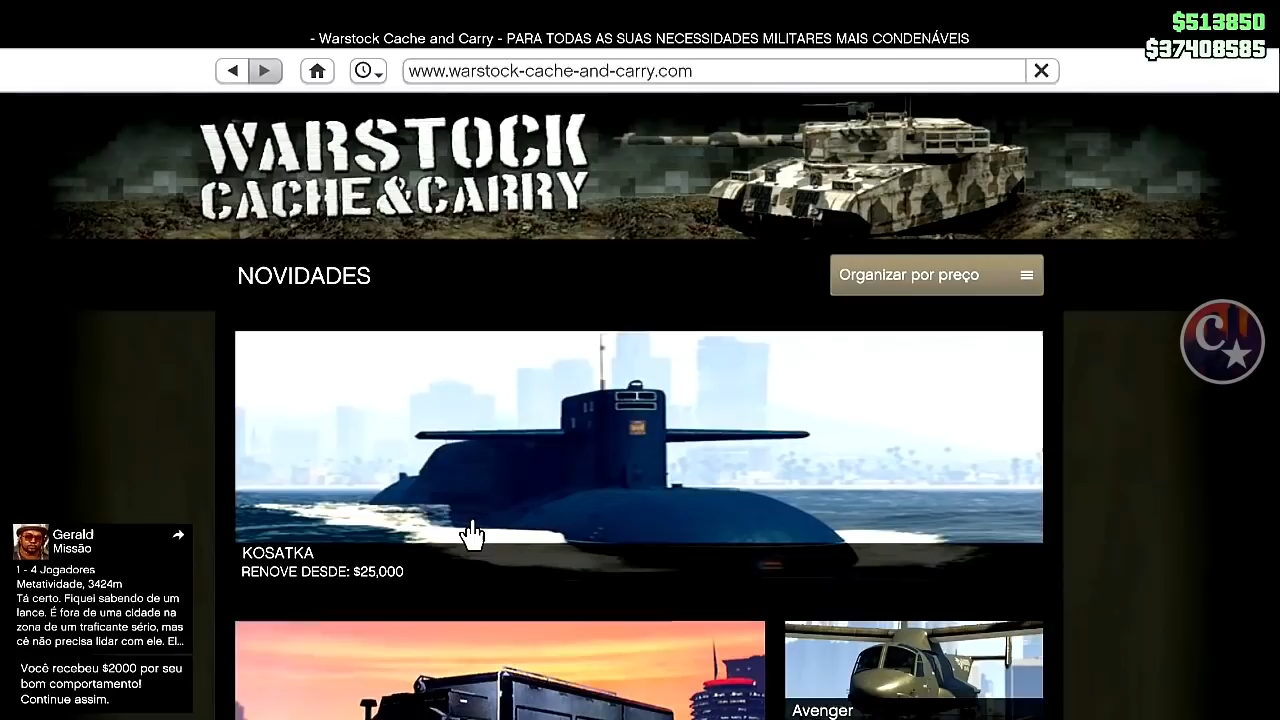 $513850
- Warstock Cache and Carry - PARA TODAS AS SUAS NECESSIDADES MILITARES MAIS CONDENÁVEIS
$37408585
www.warstock-cache-and-carry.com
WARSTOCK
CACHE&CARRY
NOVIDADES
Organizar por preço
C
KOSATKA
RENOVE DESDE: $25,000
Gerald
Missão
1 - 4 Jogadores
Metatividade, 3424m
Tá certo. Fiquei sabendo de um
lance. É fora de uma cidade na
zona de um traficante sério, mas
cê não precisa lidar com ele. El...
Você recebeu $2000 por seu
bom comportamento!
Continue assim.
Avenger